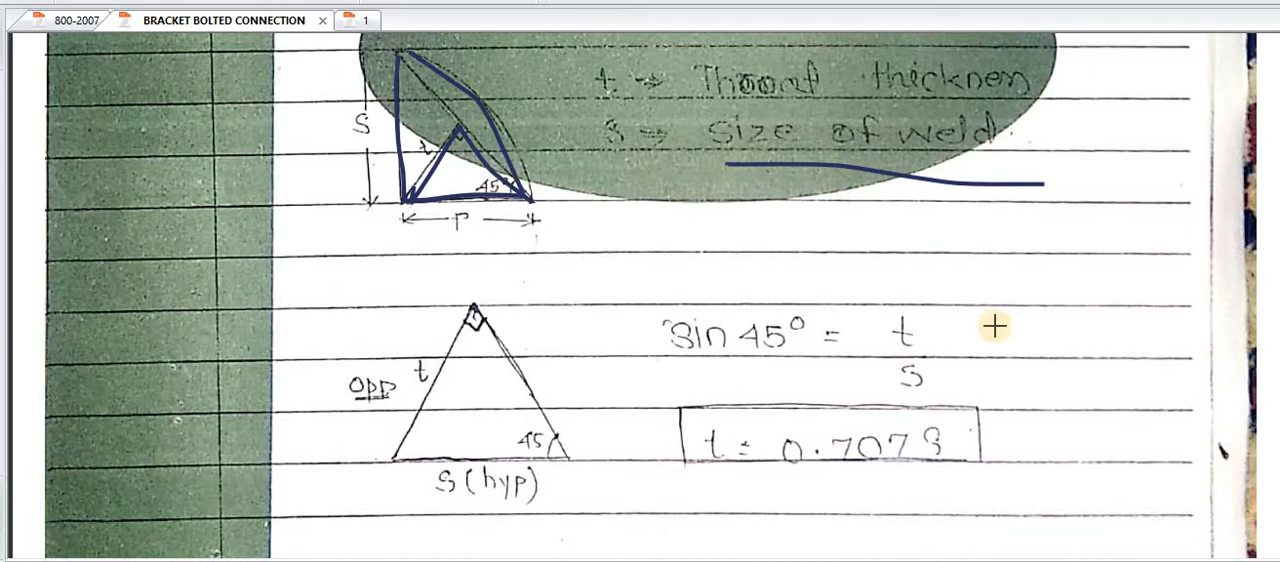 800-2007
BRACKET BOLTED CONNECTION
1
t → Throat thickness
S → Size of weld.
S
t
45°
P
sin 45° = t
S
t
opp
45
S (hyp)
t = 0.707 S